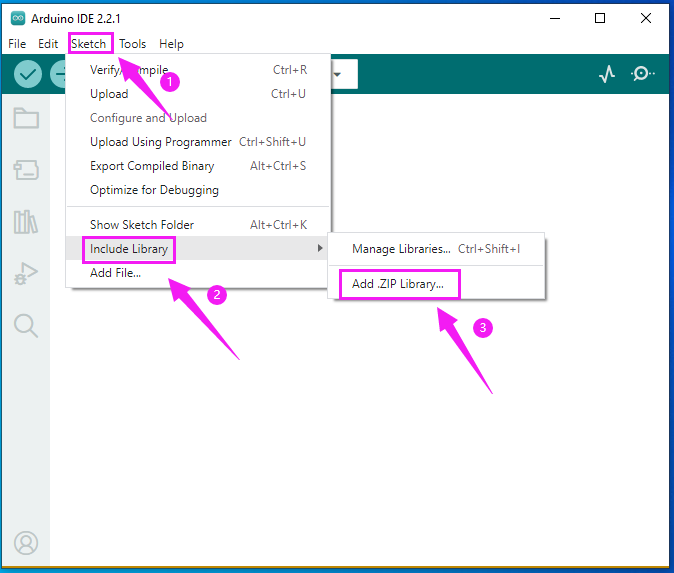 Arduino IDE 2.2.1
File Edit Sketch Tools Help
1
Verify/Compile Ctrl+R
Upload Ctrl+U
Configure and Upload
Upload Using Programmer Ctrl+Shift+U
Export Compiled Binary Alt+Ctrl+S
Optimize for Debugging
Show Sketch Folder Alt+Ctrl+K
Include Library
Add File...
2
Manage Libraries... Ctrl+Shift+I
Add .ZIP Library...
3